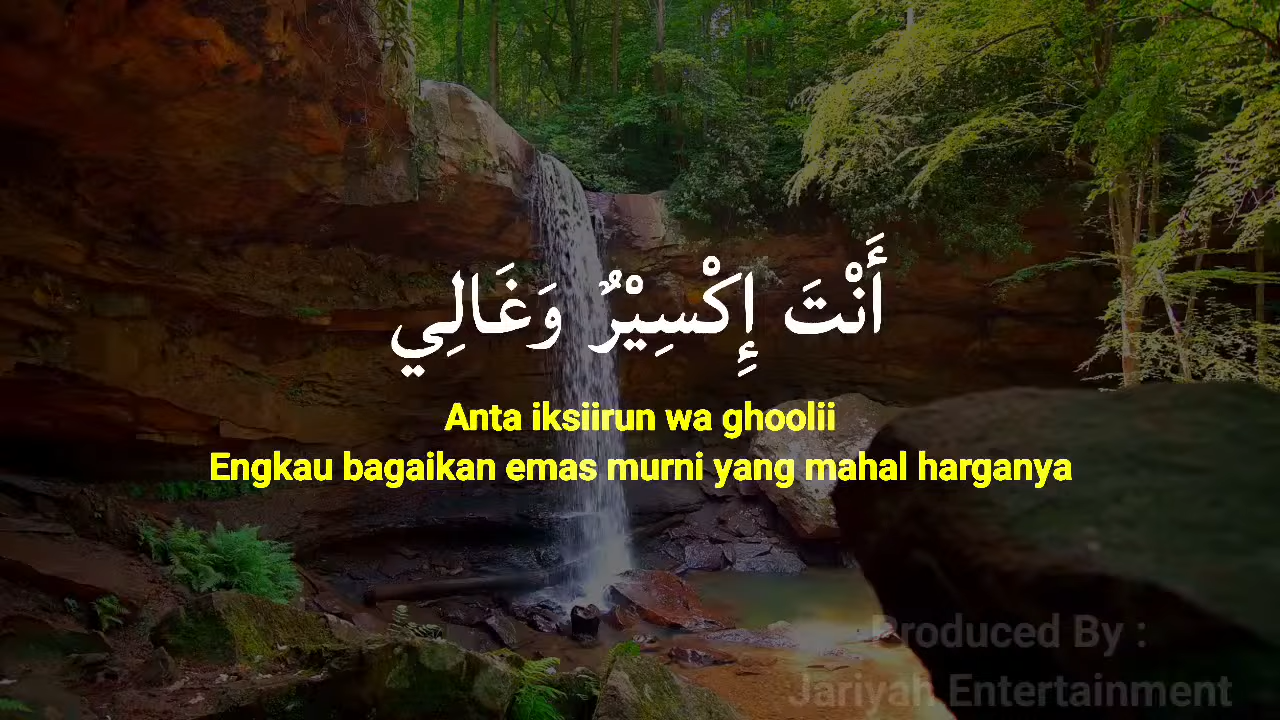 أَنْتَ إِكْسِيْرٌ وَغَالِي
Anta iksiirun wa ghoolii
Engkau bagaikan emas murni yang mahal harganya
Produced By :
Jariyah Entertainment